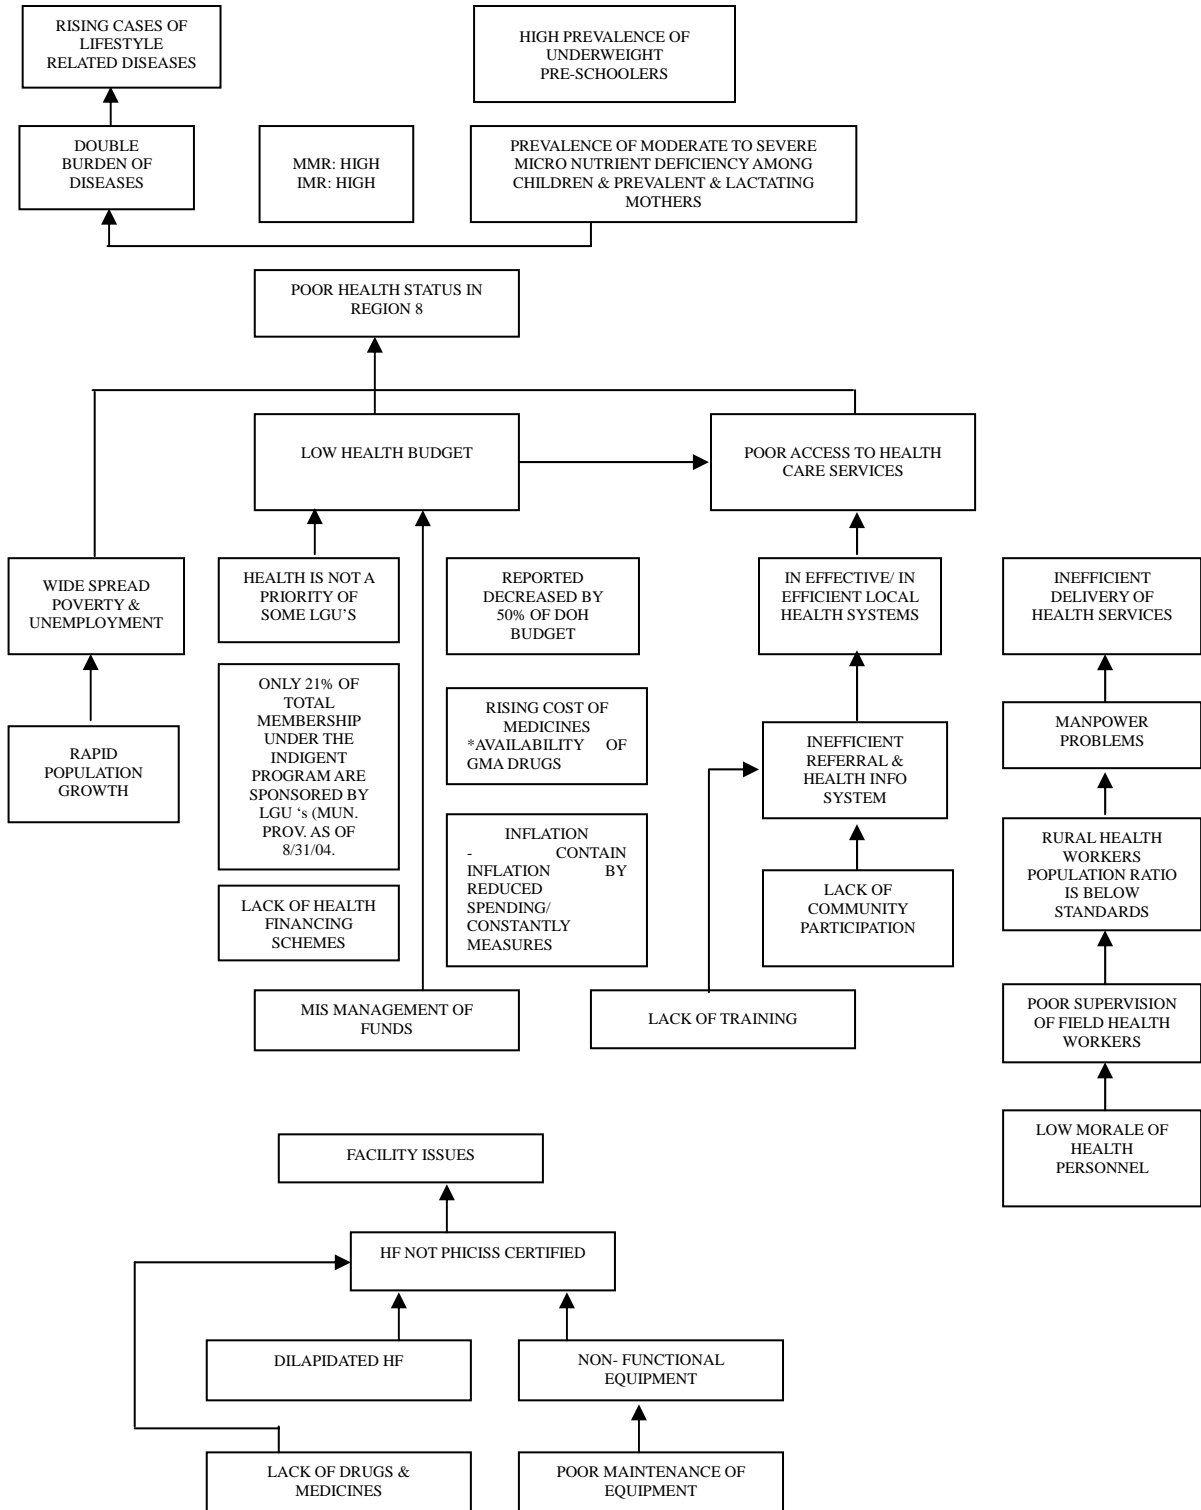 RISING CASES OF
LIFESTYLE
RELATED DISEASES
HIGH PREVALENCE OF
UNDERWEIGHT
PRE-SCHOOLERS
DOUBLE
BURDEN OF
DISEASES
MMR: HIGH
IMR: HIGH
PREVALENCE OF MODERATE TO SEVERE
MICRO NUTRIENT DEFICIENCY AMONG
CHILDREN & PREVALENT & LACTATING
MOTHERS
POOR HEALTH STATUS IN
REGION 8
LOW HEALTH BUDGET
POOR ACCESS TO HEALTH
CARE SERVICES
WIDE SPREAD
POVERTY &
UNEMPLOYMENT
HEALTH IS NOT A
PRIORITY OF
SOME LGU'S
REPORTED
DECREASED BY
50% OF DOH
BUDGET
IN EFFECTIVE/ IN
EFFICIENT LOCAL
HEALTH SYSTEMS
INEFFICIENT
DELIVERY OF
HEALTH SERVICES
RAPID
POPULATION
GROWTH
ONLY 21% OF
TOTAL
MEMBERSHIP
UNDER THE
INDIGENT
PROGRAM ARE
SPONSORED BY
LGU ‘s (MUN.
PROV. AS OF
8/31/04.
RISING COST OF
MEDICINES
*AVAILABILITY OF
GMA DRUGS
INEFFICIENT
REFERRAL &
HEALTH INFO
SYSTEM
MANPOWER
PROBLEMS
LACK OF HEALTH
FINANCING
SCHEMES
INFLATION
- CONTAIN
INFLATION BY
REDUCED
SPENDING/
CONSTANTLY
MEASURES
LACK OF
COMMUNITY
PARTICIPATION
RURAL HEALTH
WORKERS
POPULATION RATIO
IS BELOW
STANDARDS
MIS MANAGEMENT OF
FUNDS
LACK OF TRAINING
POOR SUPERVISION
OF FIELD HEALTH
WORKERS
LOW MORALE OF
HEALTH
PERSONNEL
FACILITY ISSUES
HF NOT PHICISS CERTIFIED
DILAPIDATED HF
NON- FUNCTIONAL
EQUIPMENT
LACK OF DRUGS &
MEDICINES
POOR MAINTENANCE OF
EQUIPMENT